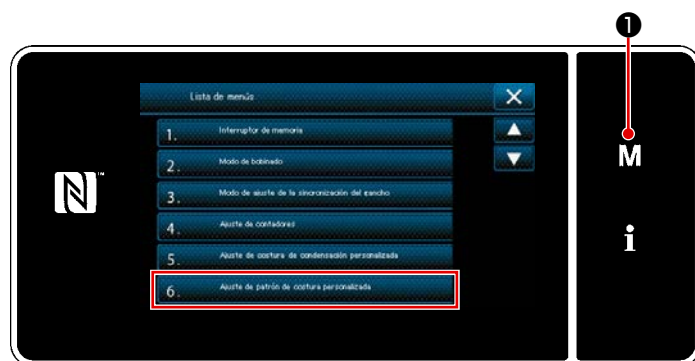 ❶
Lista de menús
1. Interruptor de memoria
2. Modo de bobinado
3. Modo de ajuste de la sincronización del gancho
4. Ajuste de contadores
5. Ajuste de costura de condensación personalizada
6. Ajuste de patrón de costura personalizada
M
i